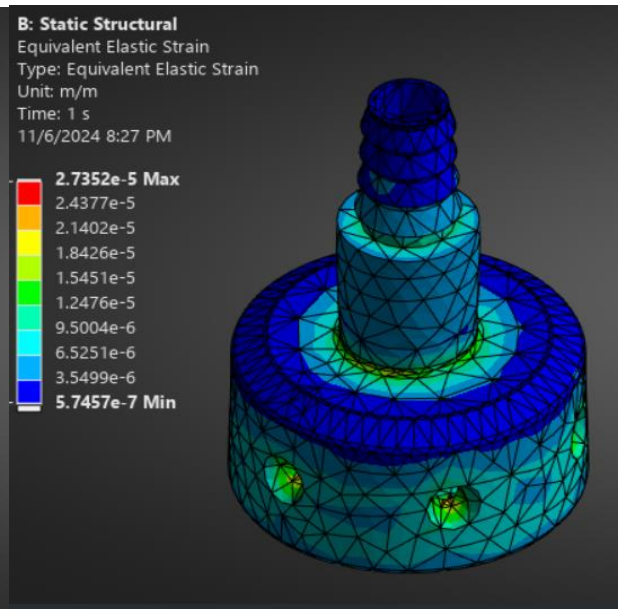 B: Static Structural
Equivalent Elastic Strain
Type: Equivalent Elastic Strain
Unit: m/m
Time: 1 s
11/6/2024 8:27 PM
2.7352e-5 Max
2.4377e-5
2.1402e-5
1.8426e-5
1.5451e-5
1.2476e-5
9.5004e-6
6.5251e-6
3.5499e-6
5.7457e-7 Min